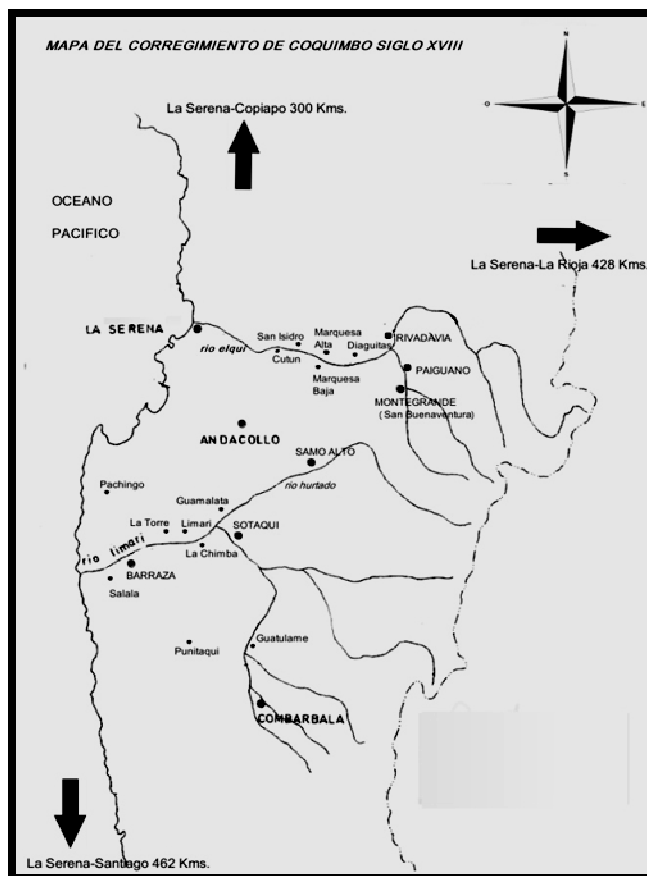 MAPA DEL CORREGIMIENTO DE COQUIMBO SIGLO XVIII
N
O
E
S
La Serena-Copiapo 300 Kms.
OCEANO
PACIFICO
La Serena-La Rioja 428 Kms.
LA SERENA
rio elqui
San Isidro
Cutun
Marquesa
Alta
Diaguitas
RIVADAVIA
Marquesa
Baja
PAIGUANO
MONTEGRANDE
(San Buenaventura)
ANDACOLLO
SAMO ALTO
rio hurtado
Pachingo
Guamalata
La Torre
Limari
SOTAQUI
rio limari
La Chimba
BARRAZA
Salala
Punitaqui
Guatulame
COMBARBALA
La Serena-Santiago 462 Kms.